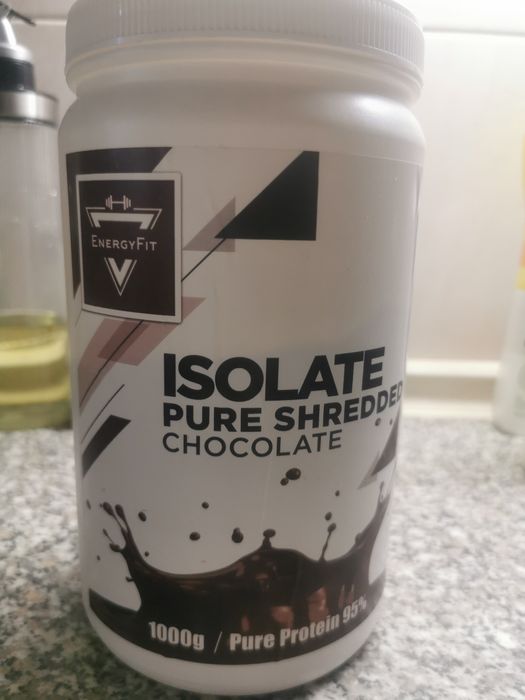 ENERGYFIT
ISOLATE
PURE SHREDDED
CHOCOLATE
1000g / Pure Protein 95%